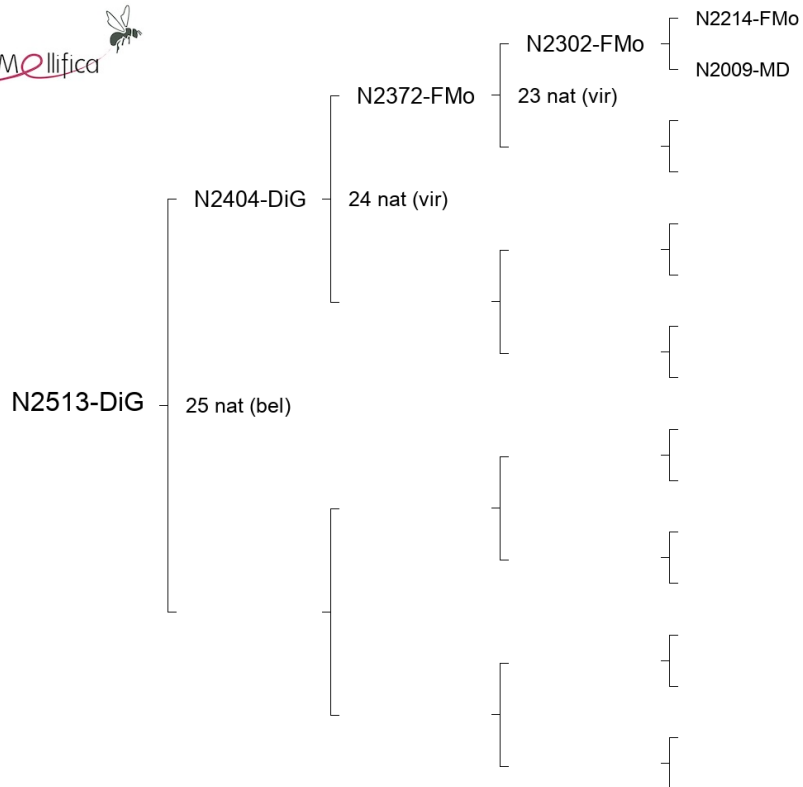 Mellifica
N2214-FMo
N2302-FMo
N2009-MD
N2372-FMo
23 nat (vir)
N2404-DiG
24 nat (vir)
N2513-DiG
25 nat (bel)